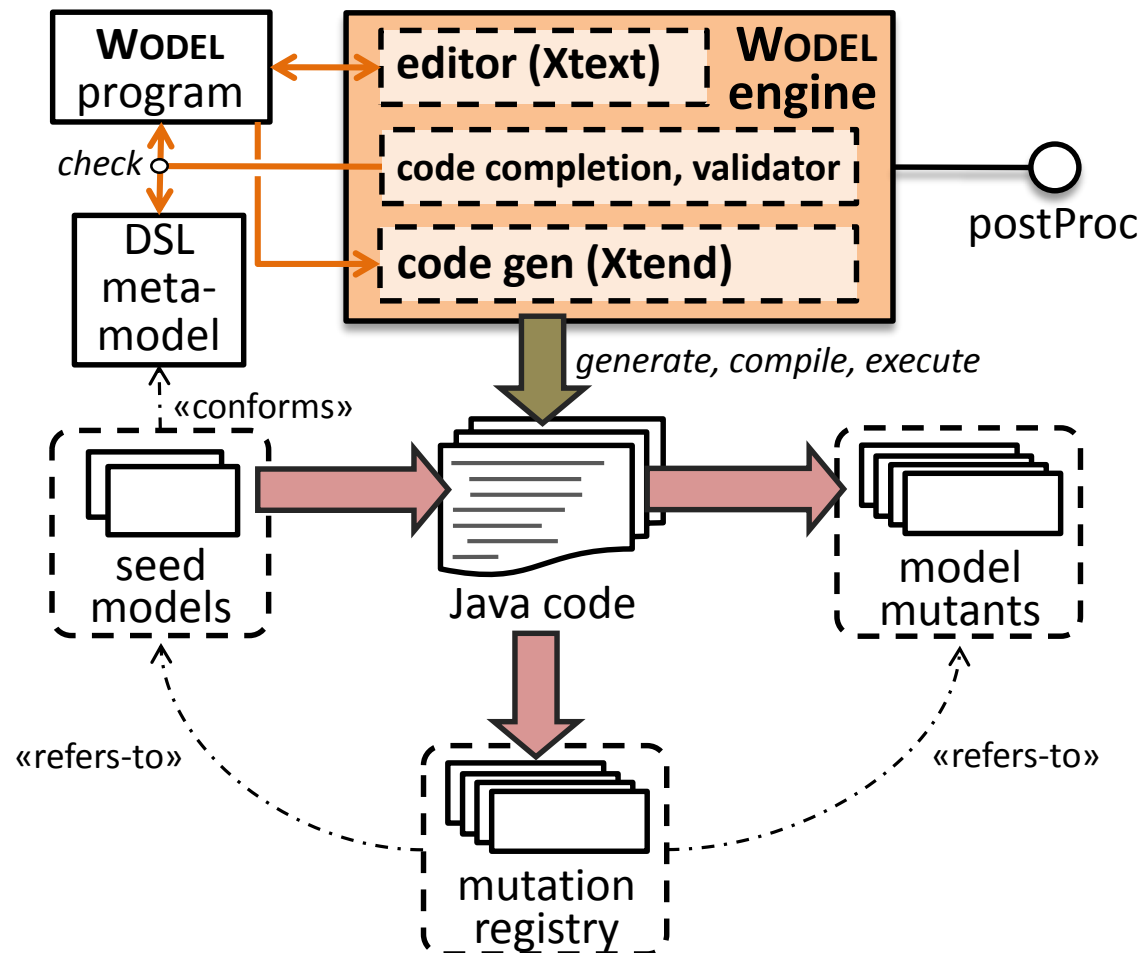 WODEL
program
editor (Xtext)
WODEL
engine
check
code completion, validator
postProc
DSL
meta-
model
code gen (Xtend)
generate, compile, execute
«conforms»
seed
models
Java code
model
mutants
«refers-to»
«refers-to»
mutation
registry